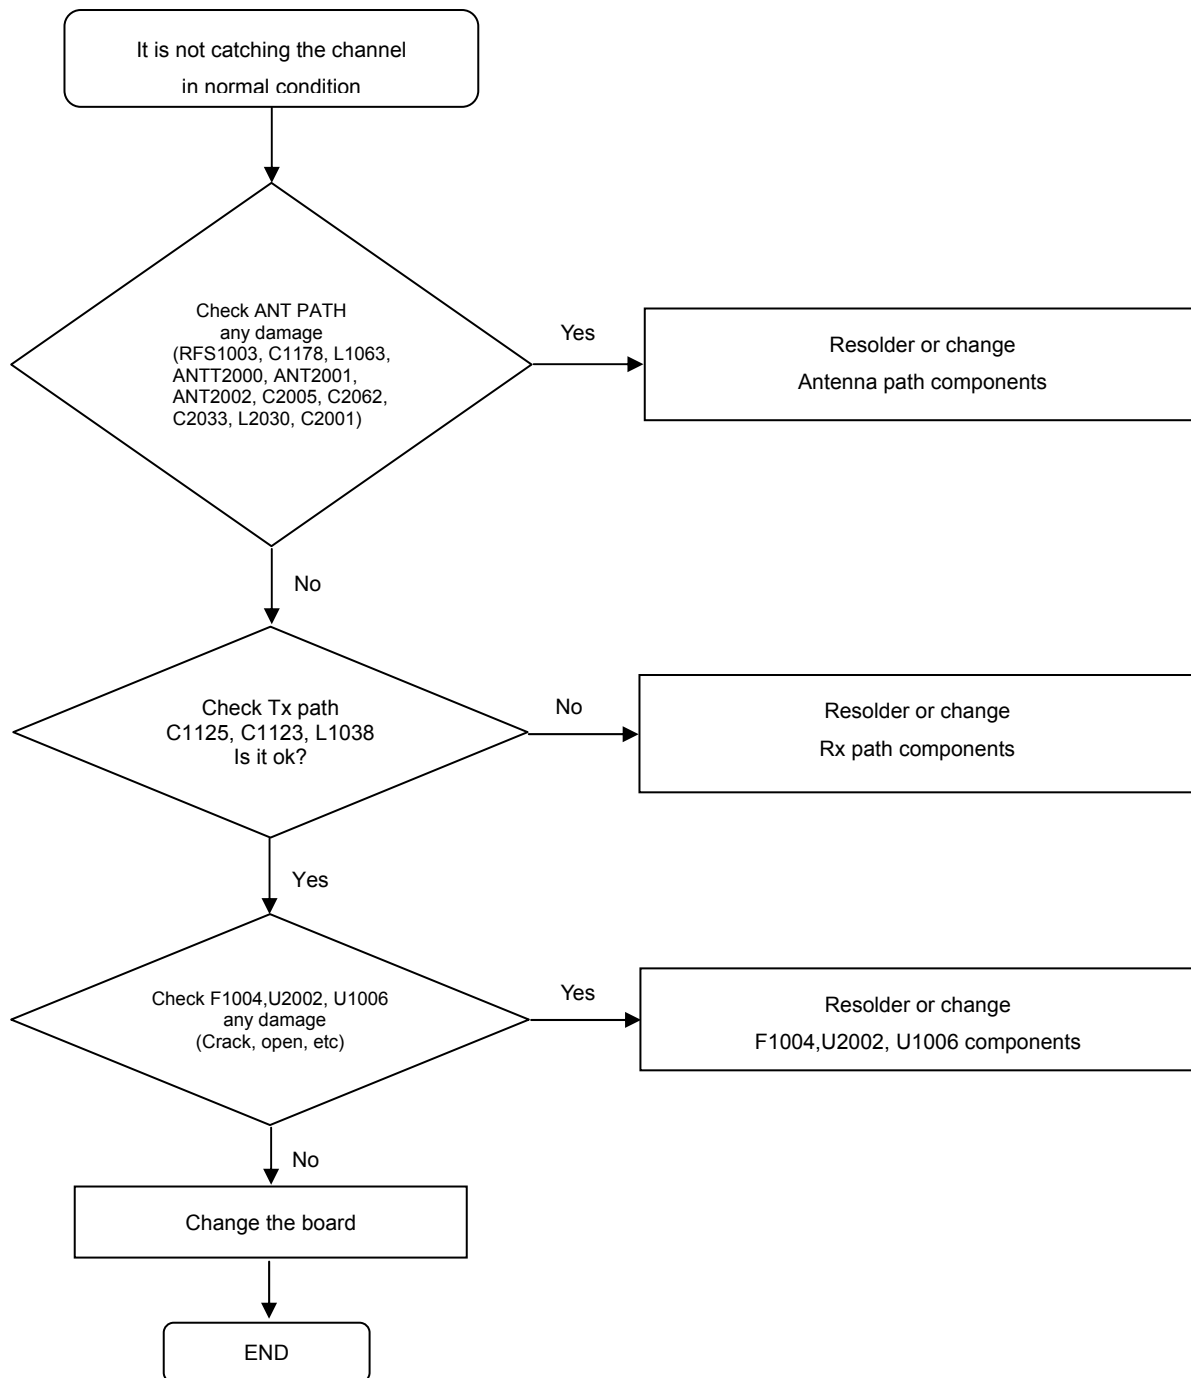 It is not catching the channel
in normal condition
Check ANT PATH
any damage
(RFS1003, C1178, L1063,
ANTT2000, ANT2001,
ANT2002, C2005, C2062,
C2033, L2030, C2001)
Yes
Resolder or change
Antenna path components
No
Check Tx path
C1125, C1123, L1038
Is it ok?
No
Resolder or change
Rx path components
Yes
Check F1004,U2002, U1006
any damage
(Crack, open, etc)
Yes
Resolder or change
F1004,U2002, U1006 components
No
Change the board
END